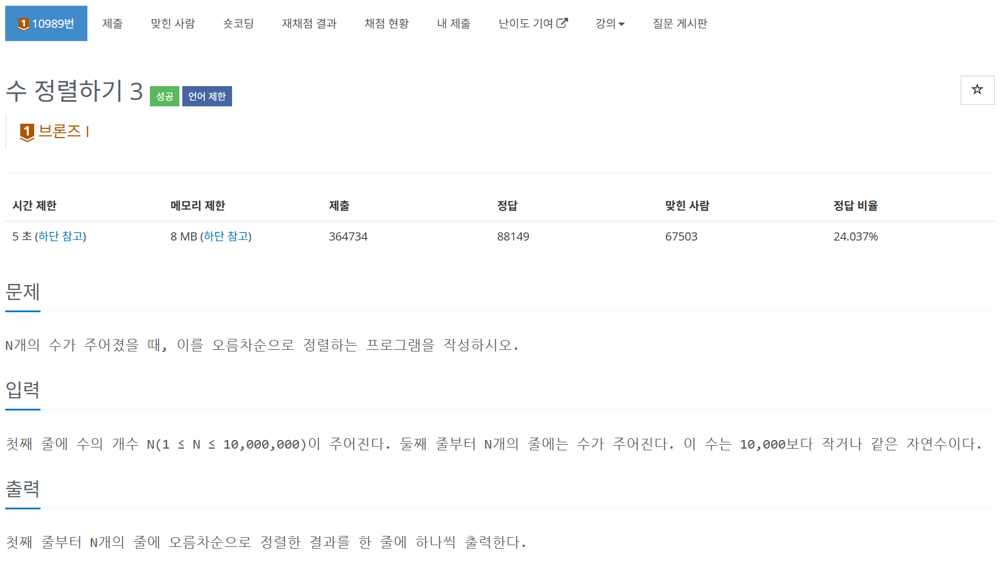 1 10989번 제출 맞힌 사람 숏코딩 재채점 결과 채점 현황 내 제출 난이도 기여 강의 질문 게시판
수 정렬하기 3 성공 언어 제한
1 브론즈 I
시간 제한 메모리 제한 제출 정답 맞힌 사람 정답 비율
5 초 (하단 참고) 8 MB (하단 참고) 364734 88149 67503 24.037%
문제
N개의 수가 주어졌을 때, 이를 오름차순으로 정렬하는 프로그램을 작성하시오.
입력
첫째 줄에 수의 개수 N(1 ≤ N ≤ 10,000,000)이 주어진다. 둘째 줄부터 N개의 줄에는 수가 주어진다. 이 수는 10,000보다 작거나 같은 자연수이다.
출력
첫째 줄부터 N개의 줄에 오름차순으로 정렬한 결과를 한 줄에 하나씩 출력한다.